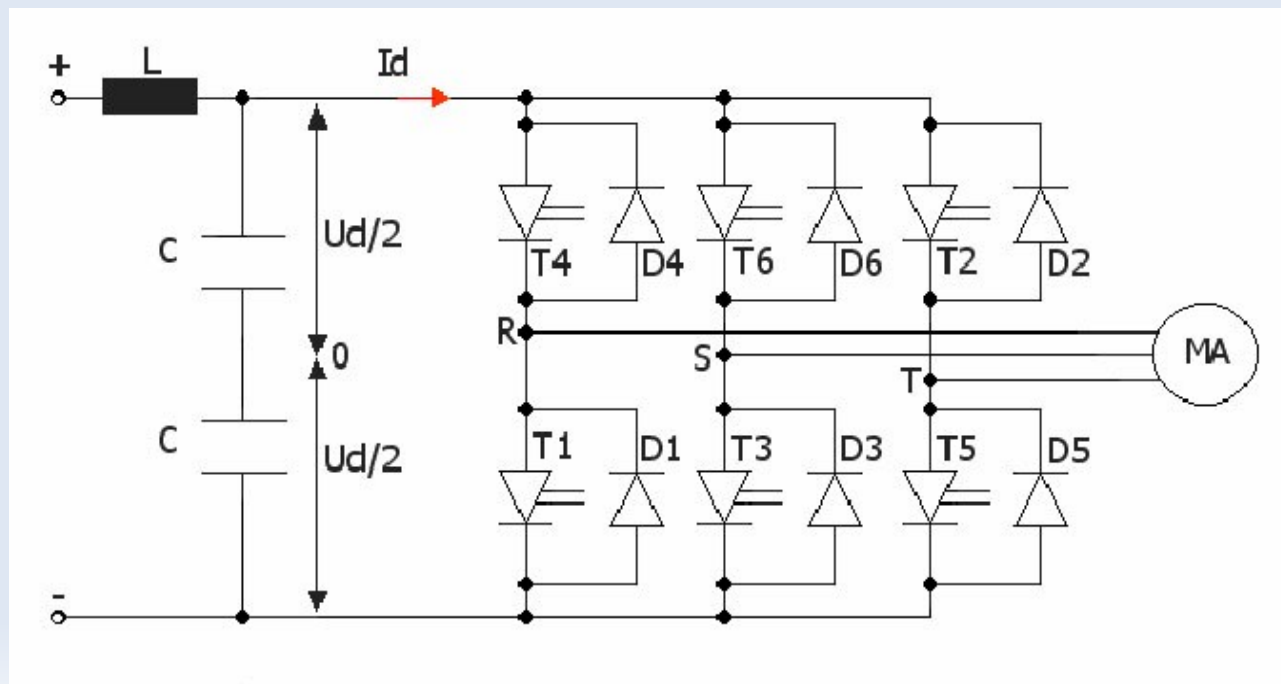 + L Id
C Ud/2 T4 D4 T6 D6 T2 D2
R S T 0 MA
C Ud/2 T1 D1 T3 D3 T5 D5
-